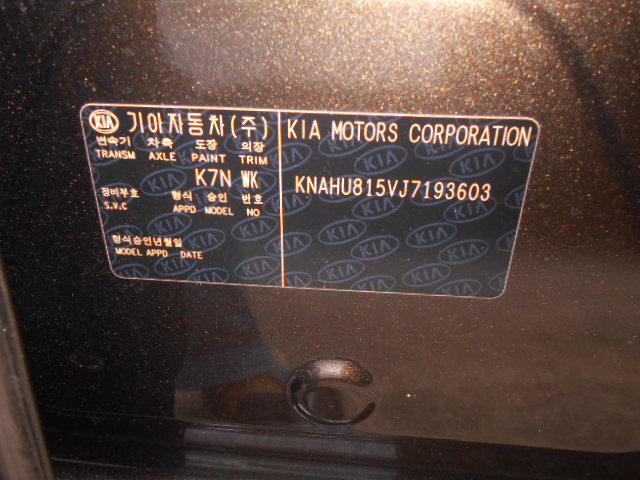 KIA 기아자동차(주)
변속기 차축 도장 의장
TRANSM AXLE PAINT TRIM
K7N WK
정비부호 형식 승인 번호
S.V.C APPD MODEL NO
형식승인년월일
MODEL APPD DATE
KIA MOTORS CORPORATION
KNAHU815VJ7193603